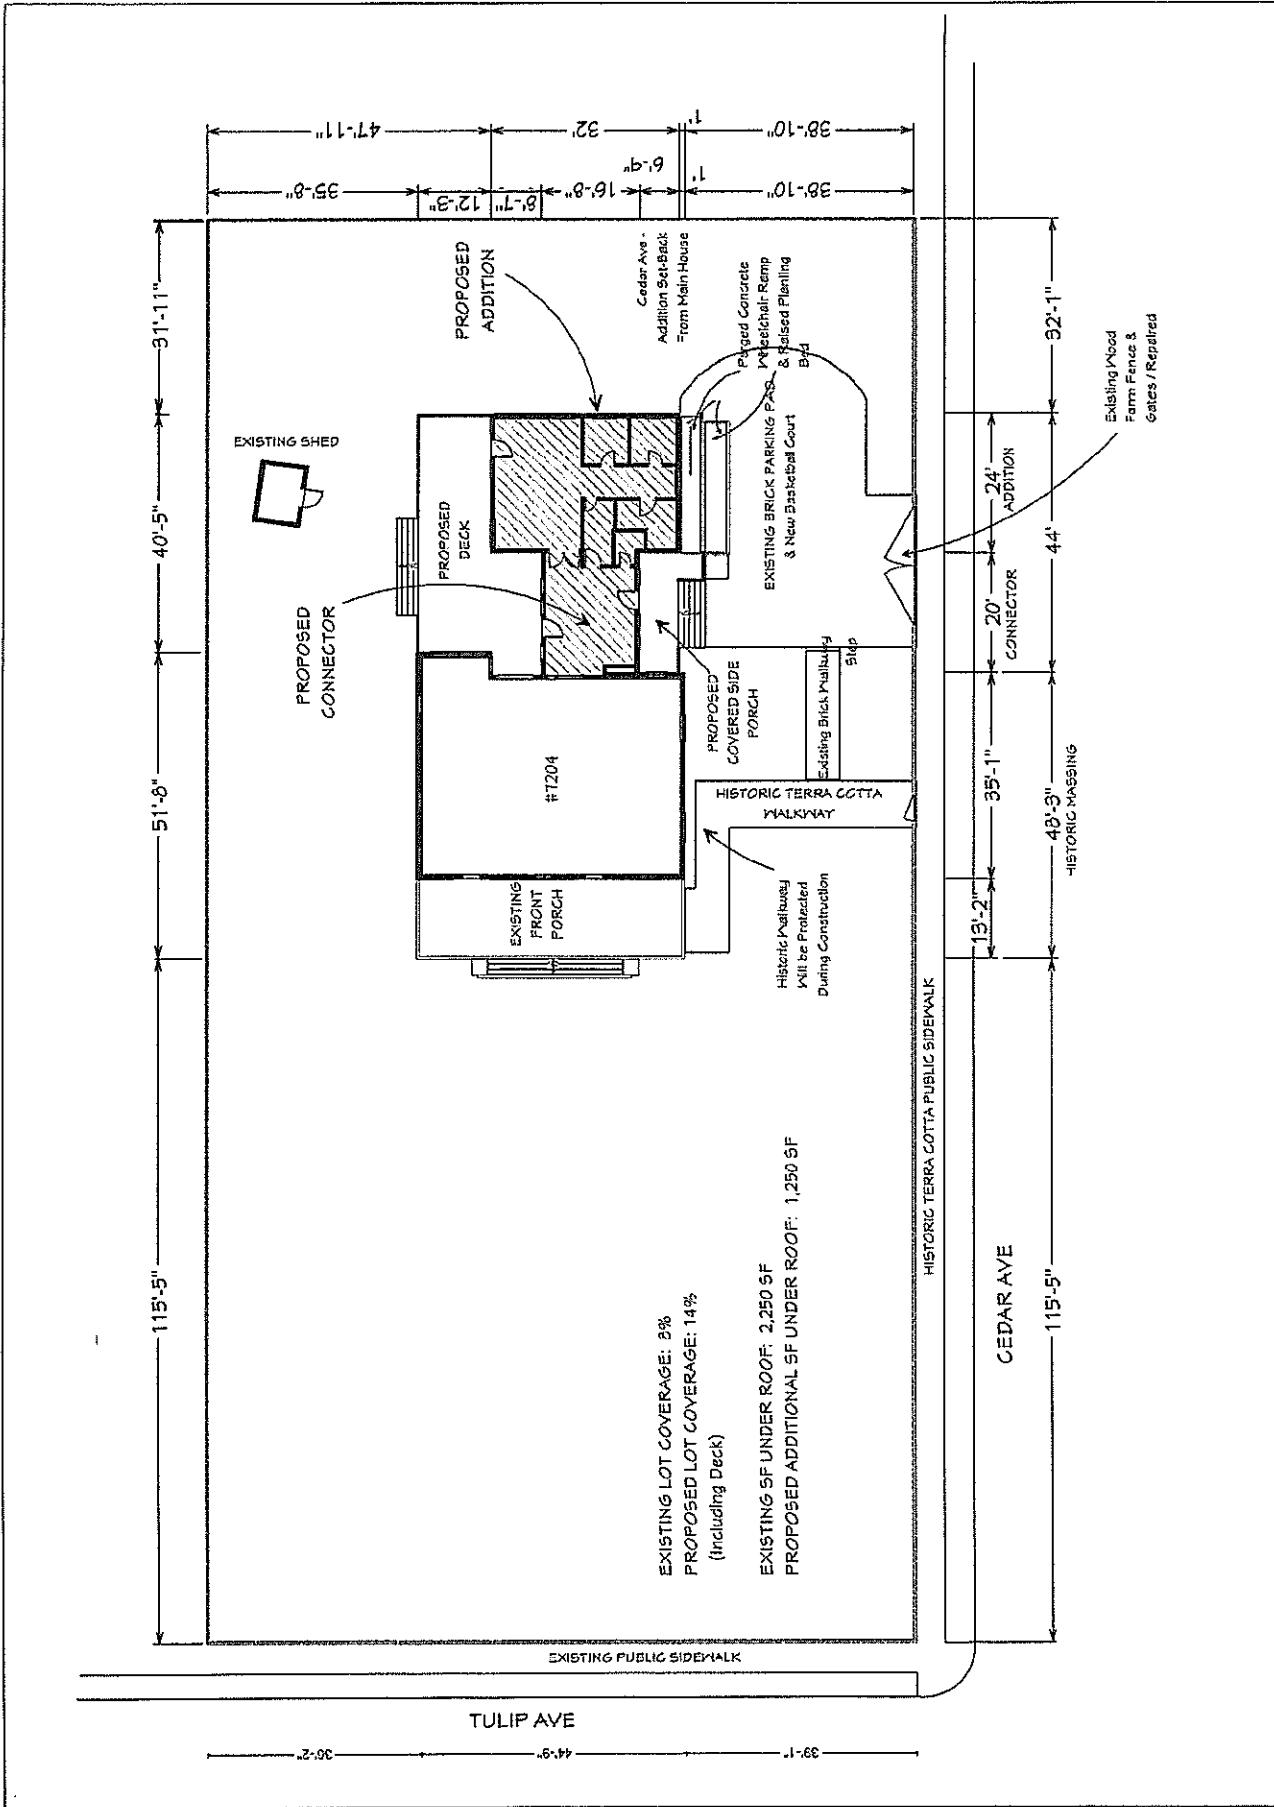 47'-11"
32'
1'
38'-10"
35'-8"
12'-3"
8'-7"
16'-8"
6'-9"
1'
38'-10"
31'-11"
40'-5"
51'-8"
115'-5"
EXISTING SHED
PROPOSED
ADDITION
Cedar Ave -
Addition Set-Back
From Main House
Parged Concrete
Wheelchair Ramp
& Raised Planting
Bed
EXISTING BRICK PARKING PAD
& New Basketball Court
PROPOSED
DECK
PROPOSED
CONNECTOR
PROPOSED
COVERED SIDE
PORCH
Existing Brick Walkway
Step
#7204
HISTORIC TERRA COTTA
WALKWAY
EXISTING
FRONT
PORCH
Historic Walkway
Will be Protected
During Construction
Existing Wood
Farm Fence &
Gates / Repaired
32'-1"
24'
ADDITION
44'
20'
CONNECTOR
35'-1"
48'-3"
HISTORIC MASSING
13'-2"
115'-5"
HISTORIC TERRA COTTA PUBLIC SIDEWALK
CEDAR AVE
EXISTING LOT COVERAGE: 8%
PROPOSED LOT COVERAGE: 14%
(Including Deck)
EXISTING SF UNDER ROOF: 2,250 SF
PROPOSED ADDITIONAL SF UNDER ROOF: 1,250 SF
EXISTING PUBLIC SIDEWALK
TULIP AVE
36'-2"
44'-9"
39'-1"